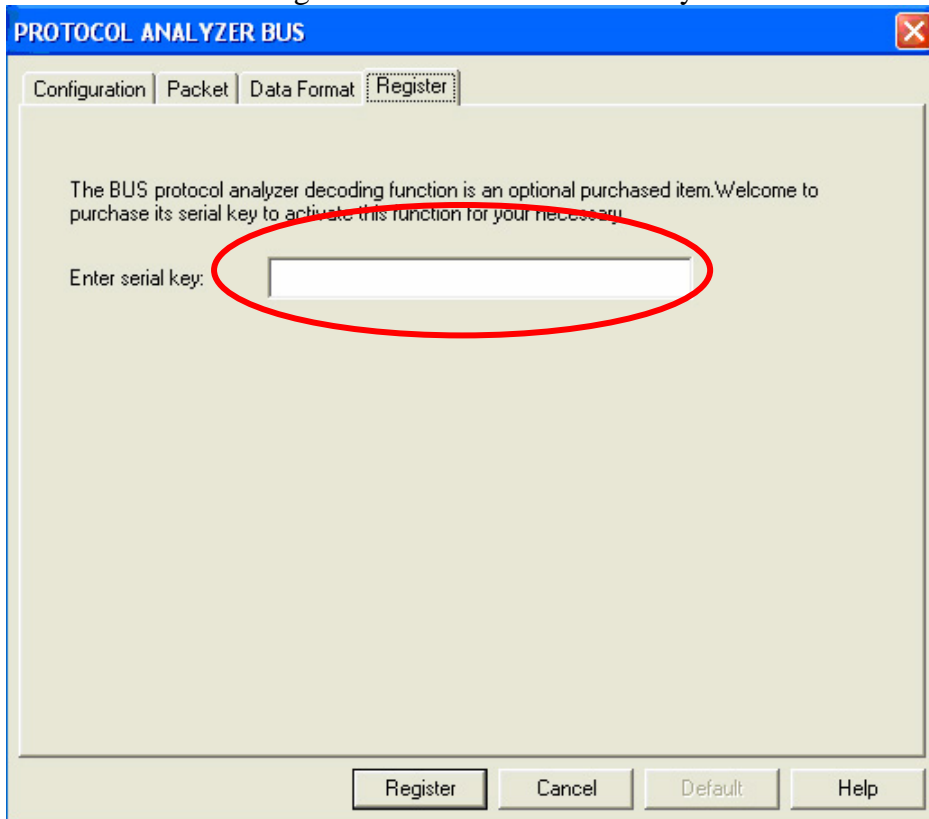 PROTOCOL ANALYZER BUS
Configuration Packet Data Format Register
The BUS protocol analyzer decoding function is an optional purchased item.Welcome to
purchase its serial key to activate this function for your necessary.
Enter serial key:
Register Cancel Default Help